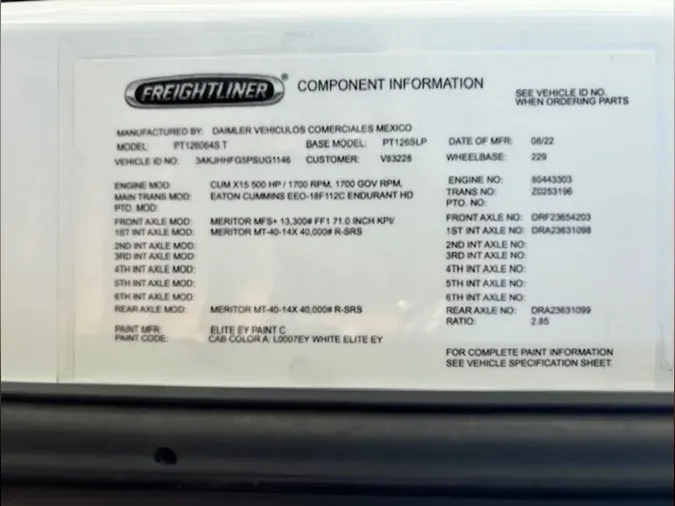 FREIGHTLINER® COMPONENT INFORMATION
SEE VEHICLE ID NO.
WHEN ORDERING PARTS
MANUFACTURED BY: DAIMLER VEHICULOS COMERCIALES MEXICO DATE OF MFR: 08/22
MODEL: PT126064S T BASE MODEL: PT126SLP WHEELBASE: 229
VEHICLE ID NO: 3AKJHHFG5PSUG1146 CUSTOMER: V83228
ENGINE MOD: CUM X15 500 HP / 1700 RPM, 1700 GOV RPM, ENGINE NO: 80443303
MAIN TRANS MOD: EATON CUMMINS EEO-18F112C ENDURANT HD TRANS NO: Z0253196
PTO. MOD: PTO. NO:
FRONT AXLE MOD: MERITOR MFS+ 13,300# FF1 71.0 INCH KPI/ FRONT AXLE NO: DRF23654203
1ST INT AXLE MOD: MERITOR MT-40-14X 40,000# R-SRS 1ST INT AXLE NO: DRA23631098
2ND INT AXLE MOD: 2ND INT AXLE NO:
3RD INT AXLE MOD: 3RD INT AXLE NO:
4TH INT AXLE MOD: 4TH INT AXLE NO:
5TH INT AXLE MOD: 5TH INT AXLE NO:
6TH INT AXLE MOD: 6TH INT AXLE NO:
REAR AXLE MOD: MERITOR MT-40-14X 40,000# R-SRS REAR AXLE NO: DRA23631099
RATIO: 2.85
PAINT MFR: ELITE EY PAINT C
PAINT CODE: CAB COLOR A: L0007EY WHITE ELITE EY
FOR COMPLETE PAINT INFORMATION
SEE VEHICLE SPECIFICATION SHEET.